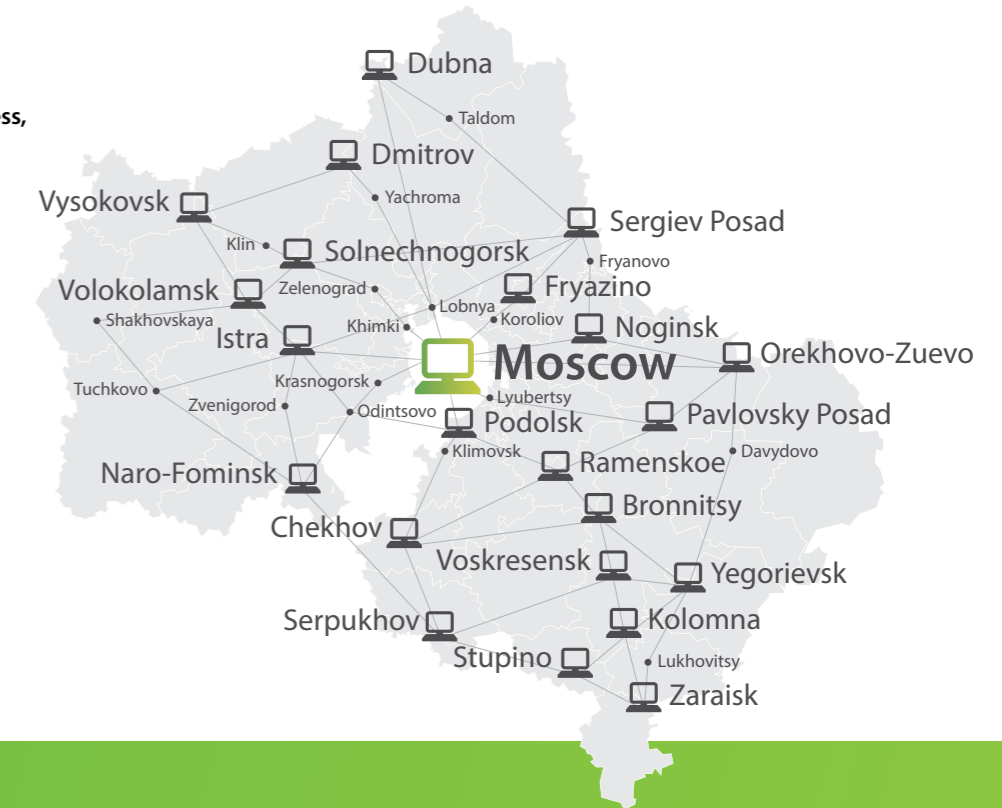 ess,
Dubna
Taldom
Dmitrov
Yachroma
Vysokovsk
Sergiev Posad
Klin
Solnechnogorsk
Fryanovo
Volokolamsk
Zelenograd
Fryazino
Lobnya
Shakhovskaya
Koroliov
Istra
Khimki
Noginsk
Moscow
Orekhovo-Zuevo
Tuchkovo
Krasnogorsk
Zvenigorod
Odintsovo
Lyubertsy
Podolsk
Pavlovsky Posad
Klimovsk
Davydovo
Naro-Fominsk
Ramenskoe
Bronnitsy
Chekhov
Voskresensk
Yegorievsk
Serpukhov
Kolomna
Stupino
Lukhovitsy
Zaraisk